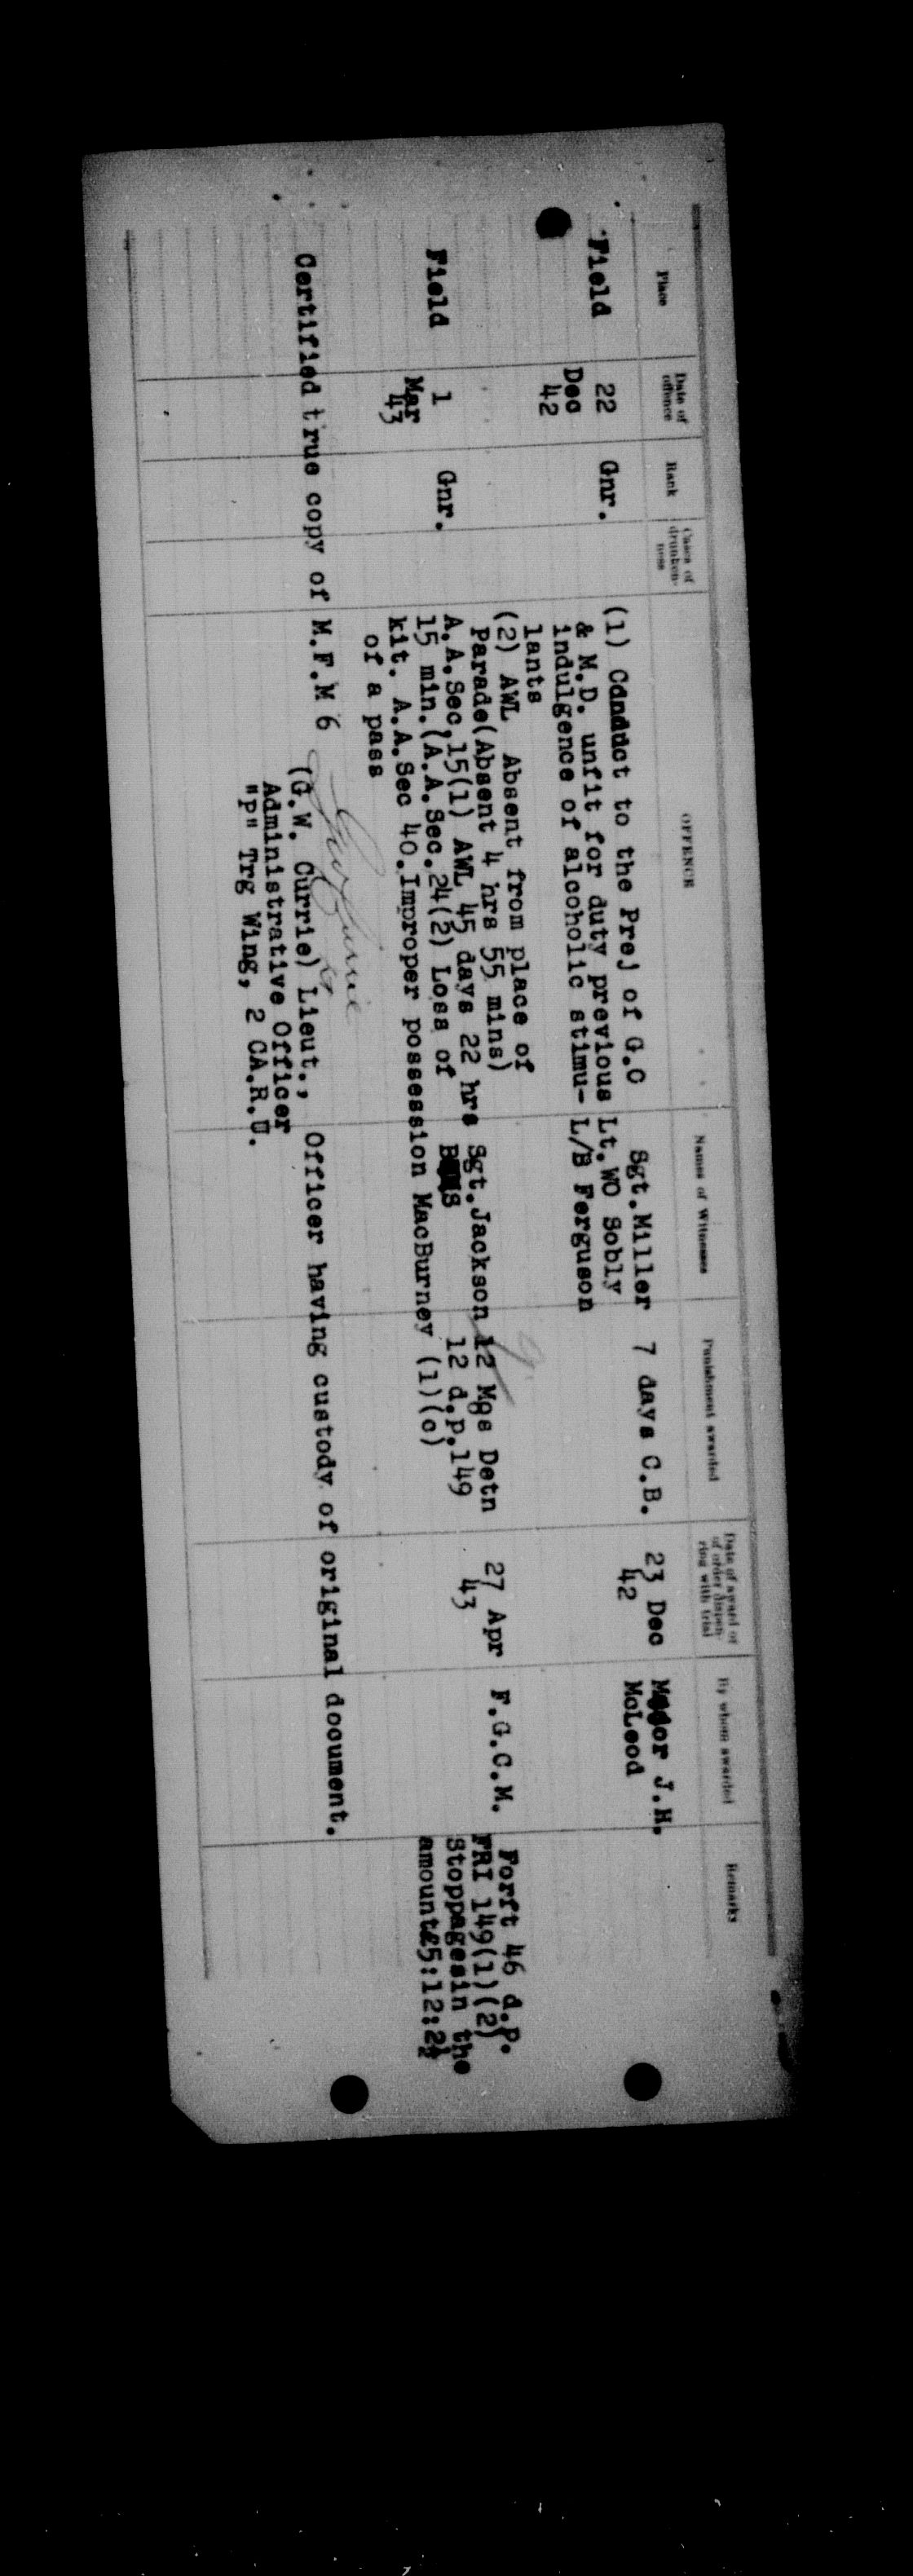 Place Date of offence Rank Cases of drunken-ness OFFENCE Names of Witnesses Punishment awarded Date of award or of order dispen-sing with trial By whom awarded Remarks
Field 22 Dec 42 Gnr.
(1) Conduct to the Prej of G.C
& M.D. unfit for duty previous
indulgence of alcoholic stimu-
lants
(2) AWL Absent from place of
Parade(Absent 4 hrs 55 mins)
Sgt.Miller
Lt.WO Sobly
L/B Ferguson
7 days C.B.
23 Dec
42
Major J.H.
McLeod
Field 1 Mar 43 Gnr.
A.A.Sec,15(1) AWL 45 days 22 hrs
15 min.(A.A.Sec.24(2) Loss of
kit. A.A.Sec 40.Improper possession
of a pass
Sgt.Jackson
MacBurney
12 Mos Detn
12 d.p.149
(1)(c)
27 Apr
43
F.G.C.M.
Forft 46 d.p.
FRI 149(1)(2)
Stoppagesin the
amount£5:12:2½
Certified true copy of M.F.M 6 Officer having custody of original document.
(G.W. Currie) Lieut.,
Administrative Officer
"P" Trg Wing, 2 CA.R.U.